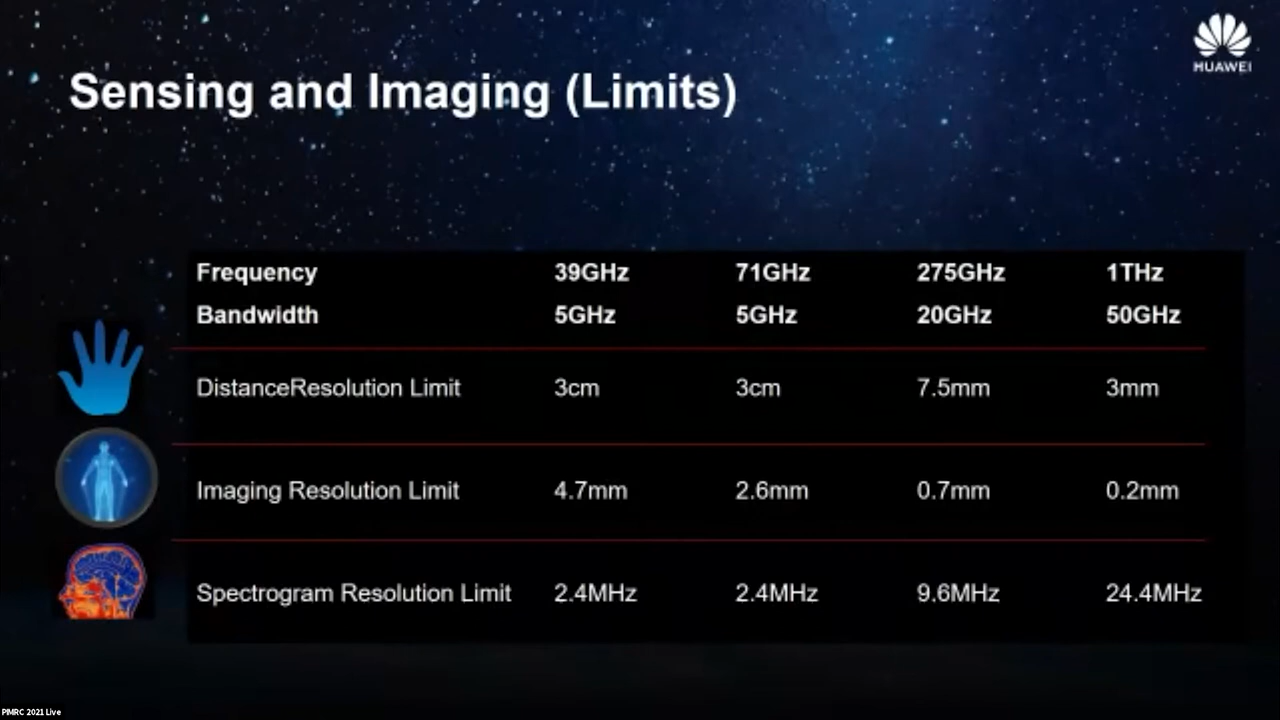 HUAWEI
Sensing and Imaging (Limits)
Frequency 39GHz 71GHz 275GHz 1THz
Bandwidth 5GHz 5GHz 20GHz 50GHz
DistanceResolution Limit 3cm 3cm 7.5mm 3mm
Imaging Resolution Limit 4.7mm 2.6mm 0.7mm 0.2mm
Spectrogram Resolution Limit 2.4MHz 2.4MHz 9.6MHz 24.4MHz
PIMRC 2021 Live